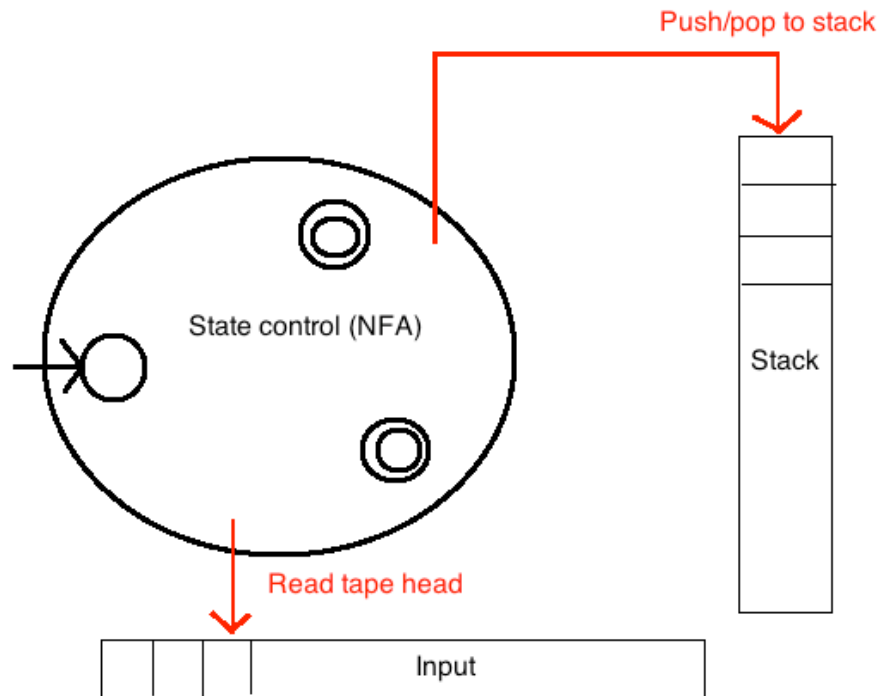 Push/pop to stack
State control (NFA)
Stack
Read tape head
Input